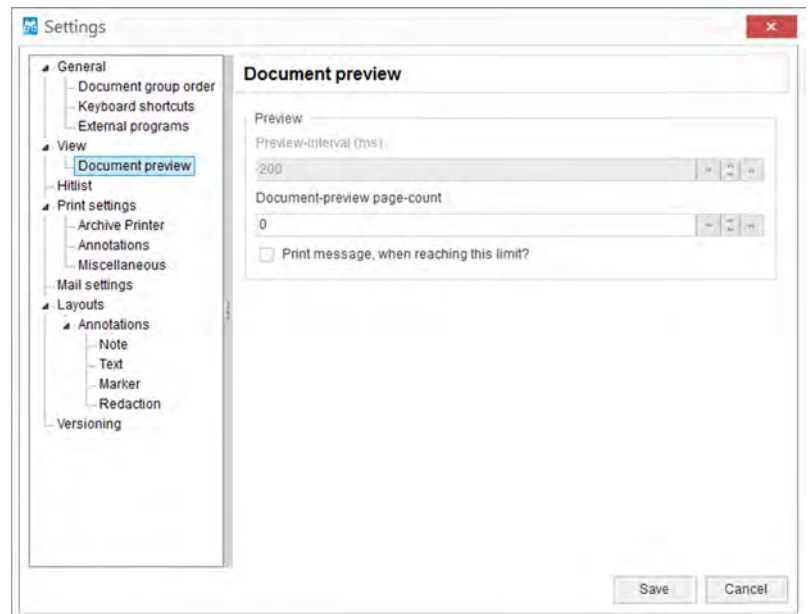 Settings
General
Document group order
Keyboard shortcuts
External programs
View
Document preview
Hitlist
Print settings
Archive Printer
Annotations
Miscellaneous
Mail settings
Layouts
Annotations
Note
Text
Marker
Redaction
Versioning
Document preview
Preview
Preview-interval (ms)
200
Document-preview page-count
0
Print message, when reaching this limit?
Save
Cancel